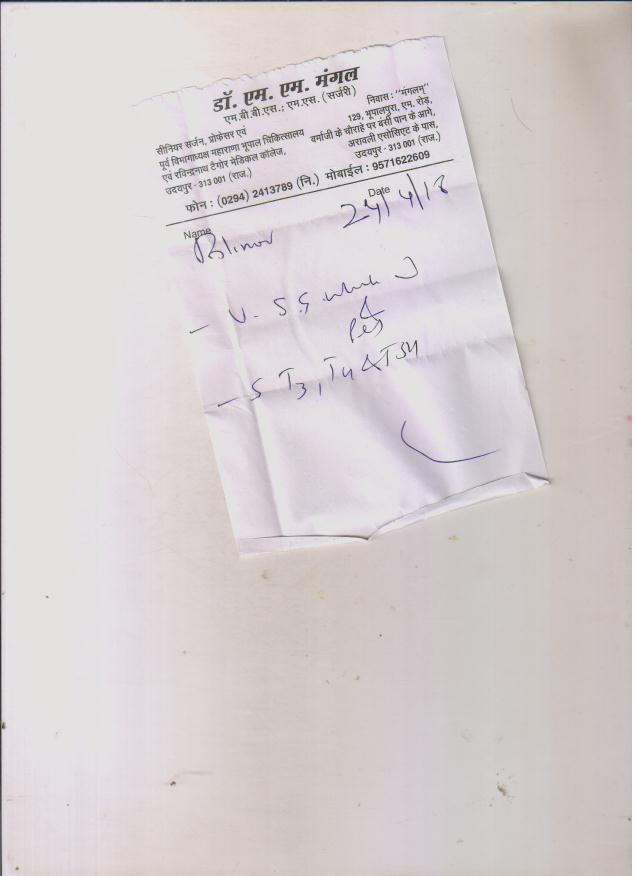 डॉ. एम. एम. मंगल
एम.बी.बी.एस.; एम.एस. (सर्जरी)
सीनियर सर्जन, प्रोफेसर एवं
पूर्व विभागाध्यक्ष महाराणा भूपाल चिकित्सालय
एवं रविन्द्रनाथ टैगोर मेडिकल कॉलेज,
उदयपुर - 313 001 (राज.)
निवास : "मंगलम्"
129, भूपालपुरा, एम. रोड़,
वर्माजी के चौराहे पर बंसी पान के आगे,
अरावली एसोसिएट के पास,
उदयपुर - 313 001 (राज.)
फोन : (0294) 2413789 (नि.) मोबाईल : 9571622609
Name
Date
24/4/18
- U. S. G. whole
&
- S T3, T4 & TSH